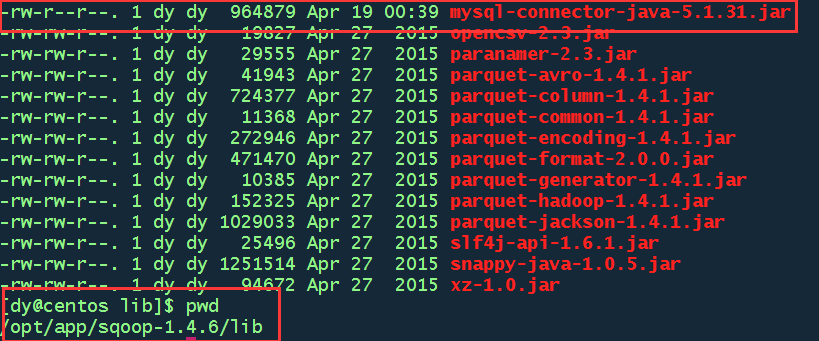 -rw-r--r--. 1 dy dy  964879 Apr 19 00:39 mysql-connector-java-5.1.31.jar
-rw-rw-r--. 1 dy dy   19827 Apr 27  2015 opencsv-2.3.jar
-rw-rw-r--. 1 dy dy   29555 Apr 27  2015 paranamer-2.3.jar
-rw-rw-r--. 1 dy dy   41943 Apr 27  2015 parquet-avro-1.4.1.jar
-rw-rw-r--. 1 dy dy  724377 Apr 27  2015 parquet-column-1.4.1.jar
-rw-rw-r--. 1 dy dy   11368 Apr 27  2015 parquet-common-1.4.1.jar
-rw-rw-r--. 1 dy dy  272946 Apr 27  2015 parquet-encoding-1.4.1.jar
-rw-rw-r--. 1 dy dy  471470 Apr 27  2015 parquet-format-2.0.0.jar
-rw-rw-r--. 1 dy dy   10385 Apr 27  2015 parquet-generator-1.4.1.jar
-rw-rw-r--. 1 dy dy  152325 Apr 27  2015 parquet-hadoop-1.4.1.jar
-rw-rw-r--. 1 dy dy 1029033 Apr 27  2015 parquet-jackson-1.4.1.jar
-rw-rw-r--. 1 dy dy   25496 Apr 27  2015 slf4j-api-1.6.1.jar
-rw-rw-r--. 1 dy dy 1251514 Apr 27  2015 snappy-java-1.0.5.jar
-rw-rw-r--. 1 dy dy   94672 Apr 27  2015 xz-1.0.jar
[dy@centos lib]$ pwd
/opt/app/sqoop-1.4.6/lib